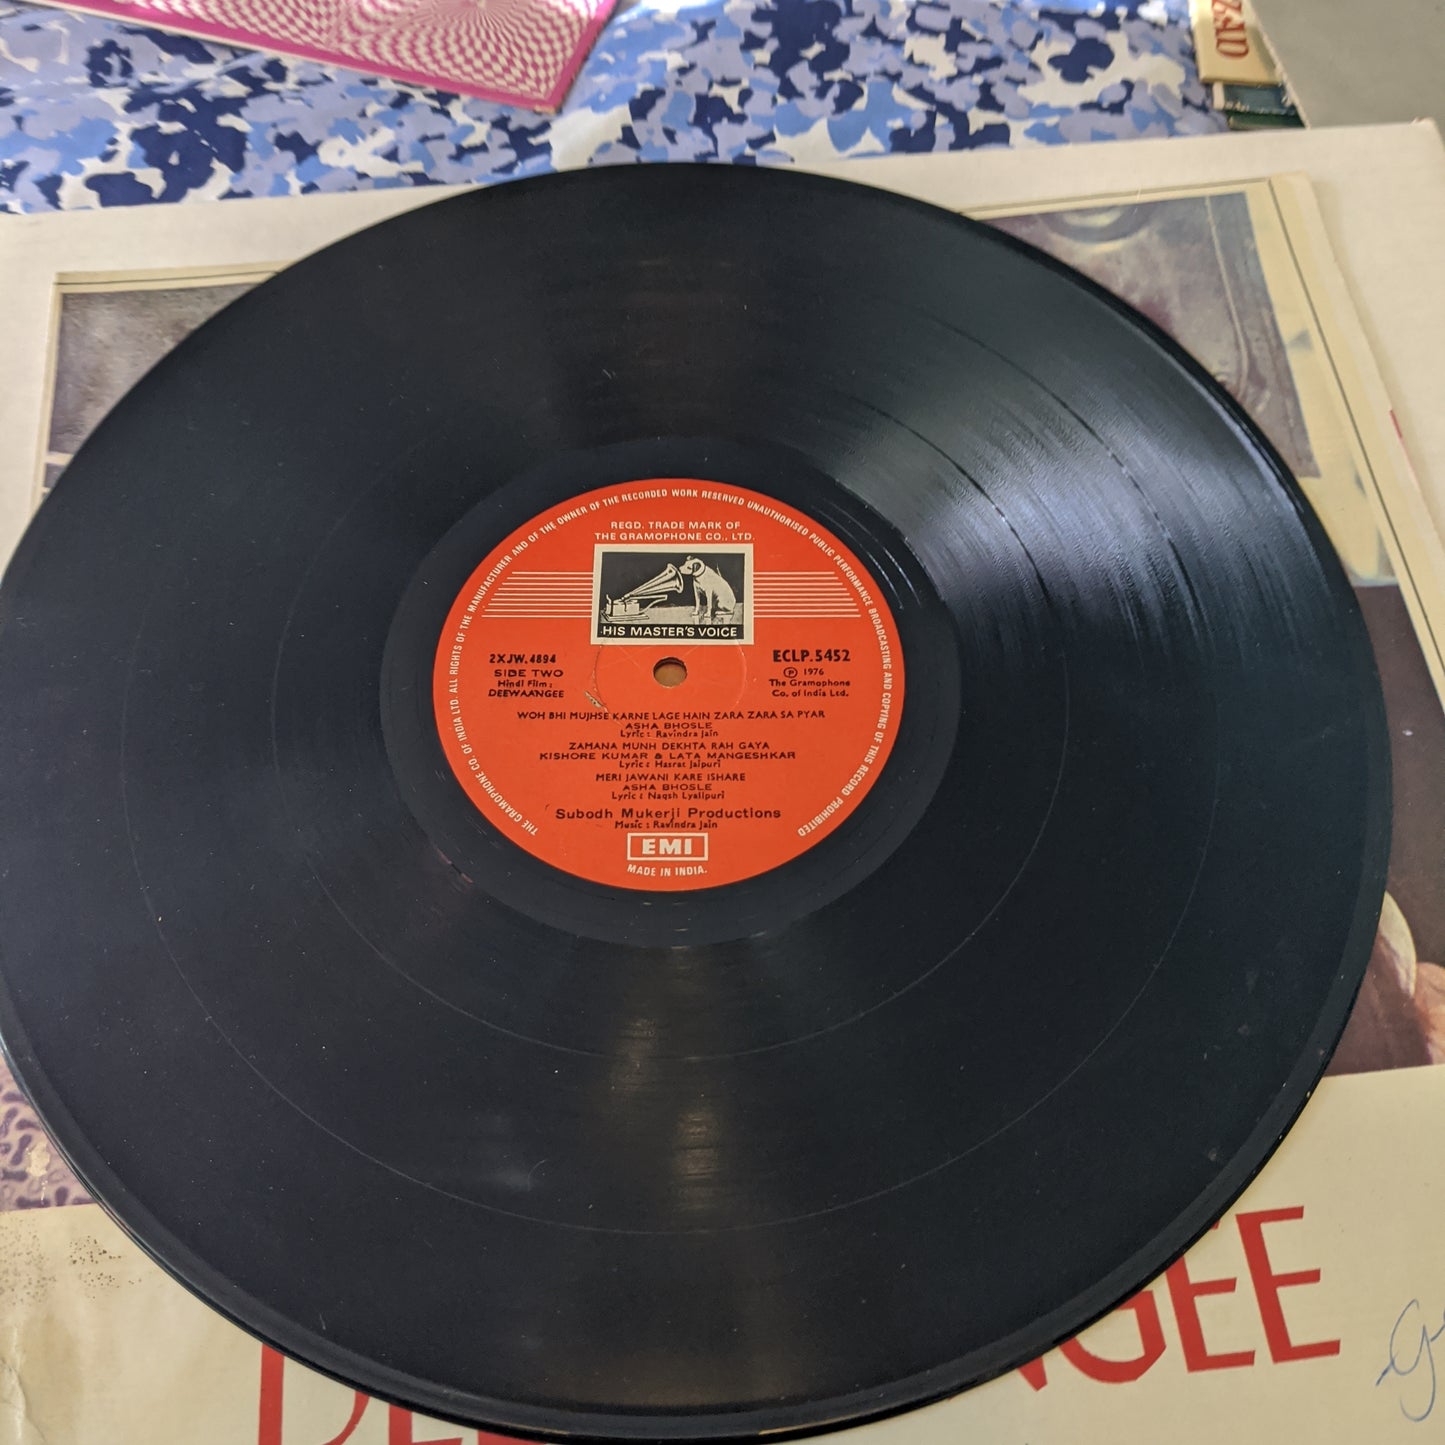 THE GRAMOPHONE CO. OF INDIA LTD. ALL RIGHTS OF THE MANUFACTURER AND OF THE OWNER OF THE RECORDED WORK RESERVED UNAUTHORISED PUBLIC PERFORMANCE BROADCASTING AND COPYING OF THIS RECORD PROHIBITED
REGD. TRADE MARK OF
THE GRAMOPHONE CO., LTD.
HIS MASTER'S VOICE
2XJW.4894
SIDE TWO
Hindi Film:
DEEWAANGEE
ECLP.5452
Ⓟ 1976
The Gramophone
Co. of India Ltd.
WOH BHI MUJHSE KARNE LAGE HAIN ZARA ZARA SA PYAR
ASHA BHOSLE
Lyric: Ravindra Jain
ZAMANA MUNH DEKHTA RAH GAYA
KISHORE KUMAR & LATA MANGESHKAR
Lyric: Hasrat Jaipuri
MERI JAWANI KARE ISHARE
ASHA BHOSLE
Lyric: Naqsh Lyallpuri
Subodh Mukerji Productions
Music: Ravindra Jain
EMI
MADE IN INDIA.